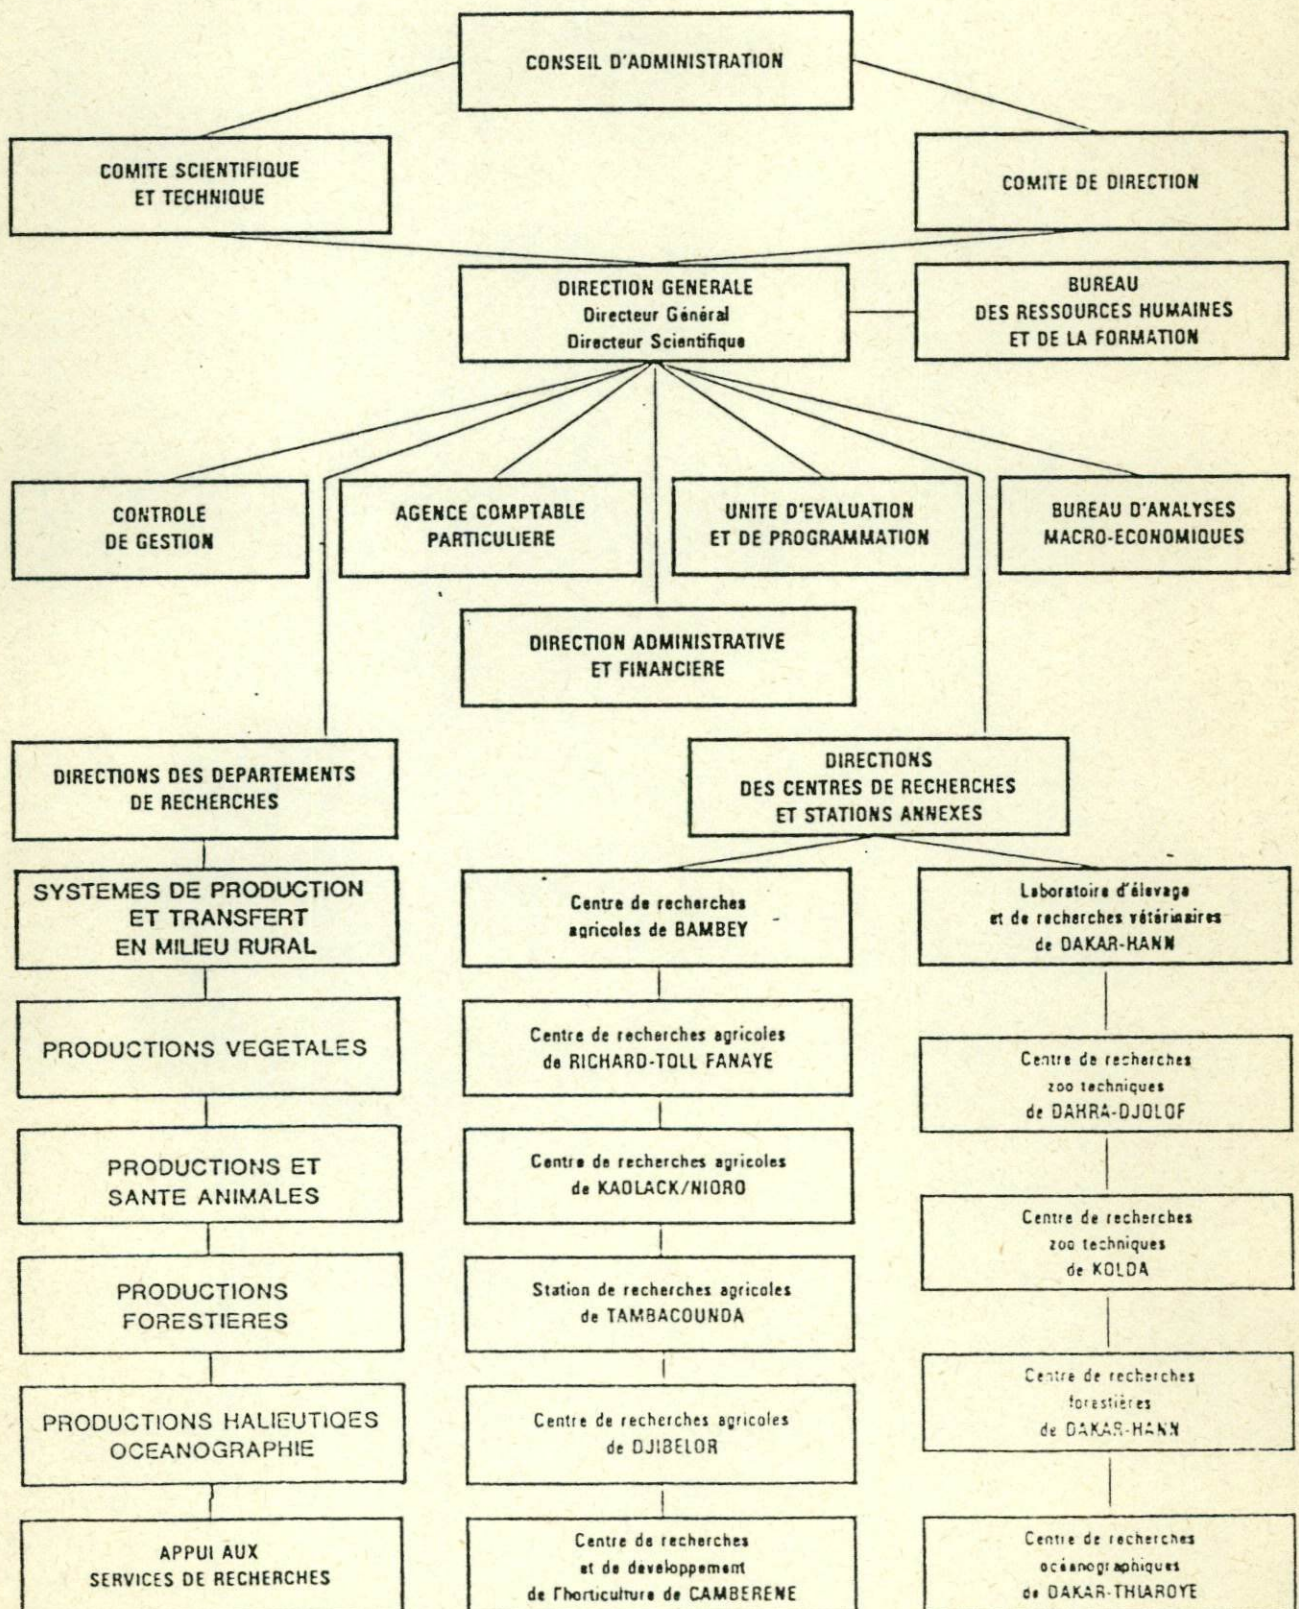 CONSEIL D'ADMINISTRATION
COMITE SCIENTIFIQUE
ET TECHNIQUE
COMITE DE DIRECTION
DIRECTION GENERALE
Directeur Général
Directeur Scientifique
BUREAU
DES RESSOURCES HUMAINES
ET DE LA FORMATION
CONTROLE
DE GESTION
AGENCE COMPTABLE
PARTICULIERE
UNITE D'EVALUATION
ET DE PROGRAMMATION
BUREAU D'ANALYSES
MACRO-ECONOMIQUES
DIRECTION ADMINISTRATIVE
ET FINANCIERE
DIRECTIONS DES DEPARTEMENTS
DE RECHERCHES
DIRECTIONS
DES CENTRES DE RECHERCHES
ET STATIONS ANNEXES
SYSTEMES DE PRODUCTION
ET TRANSFERT
EN MILIEU RURAL
PRODUCTIONS VEGETALES
PRODUCTIONS ET
SANTE ANIMALES
PRODUCTIONS
FORESTIERES
PRODUCTIONS HALIEUTIQES
OCEANOGRAPHIE
APPUI AUX
SERVICES DE RECHERCHES
Centre de recherches
agricoles de BAMBEY
Centre de recherches agricoles
de RICHARD-TOLL FANAYE
Centre de recherches agricoles
de KAOLACK/NIORO
Station de recherches agricoles
de TAMBACOUNDA
Centre de recherches agricoles
de DJIBELOR
Centre de recherches
et de developpement
de l'horticulture de CAMBERENE
Laboratoire d'élevage
et de recherches vétérinaires
de DAKAR-HANN
Centre de recherches
zoo techniques
de DAHRA-DJOLOF
Centre de recherches
zoo techniques
de KOLDA
Centre de recherches
forestières
de DAKAR-HANN
Centre de recherches
océanographiques
de DAKAR-THIAROYE